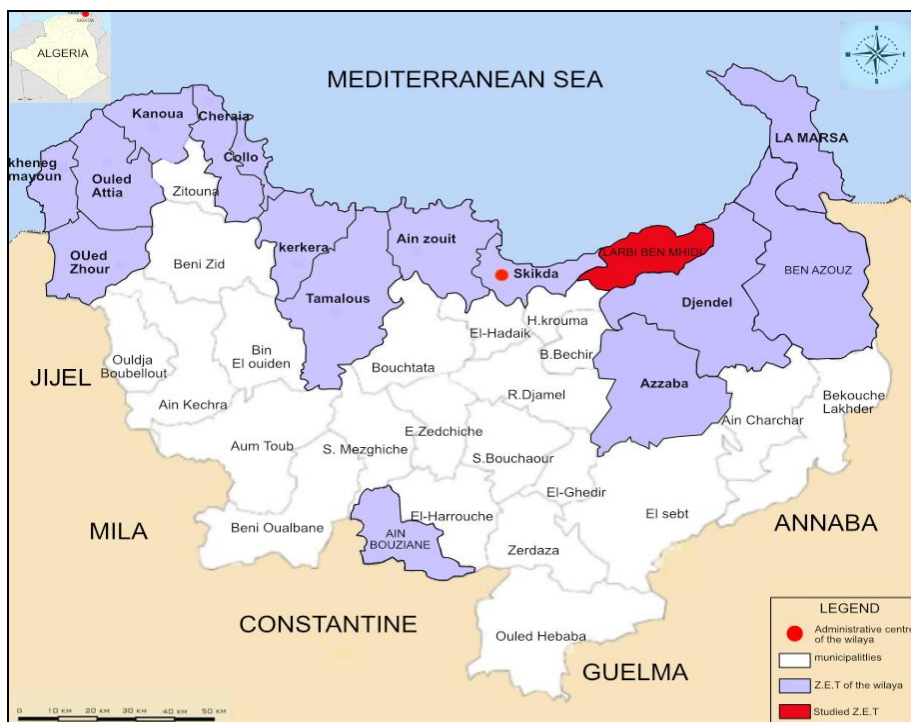 SKIKDA
ALGERIA
MEDITERRANEAN SEA
N
W
E
S
LA MARSA
Kanoua
Cheraia
kheneg
mayoun
Ouled
Attia
Collo
Zitouna
OUed
Zhour
Beni Zid
kerkera
Ain zouit
Skikda
LARBI BEN MHIDI
BEN AZOUZ
Tamalous
Djendel
El-Hadaik
H.krouma
B.Bechir
Ouldja
Boubellout
Bin
El ouiden
Bouchtata
JIJEL
Azzaba
Bekouche
Lakhder
Ain Kechra
R.Djamel
Ain Charchar
Aum Toub
S. Mezghiche
E.Zedchiche
S.Bouchaour
El-Ghedir
El sebt
MILA
Beni Oualbane
AIN
BOUZIANE
El-Harrouche
Zerdaza
ANNABA
CONSTANTINE
Ouled Hebaba
GUELMA
LEGEND
Administrative centre
of the wilaya
municipalitlies
Z.E.T of the wilaya
Studied Z.E.T
0 10 KM 20 KM 30 KM 40 KM 50 KM